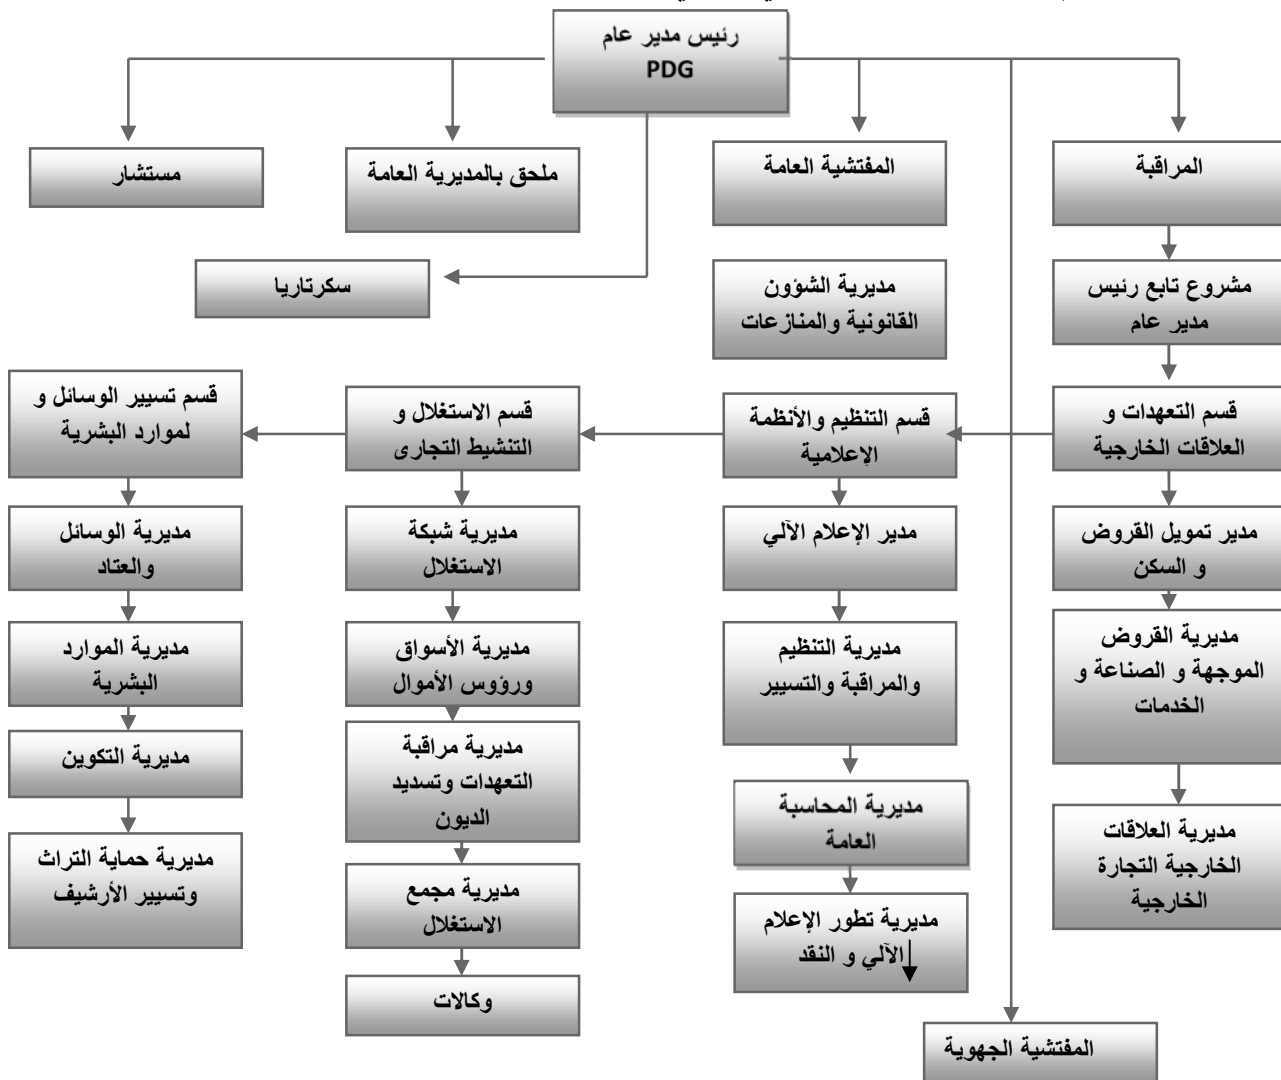 رئيس مدير عام
PDG
المراقبة
المفتشية العامة
ملحق بالمديرية العامة
مستشار
سكرتاريا
مشروع تابع رئيس
مدير عام
مديرية الشؤون
القانونية والمنازعات
قسم التعهدات و
العلاقات الخارجية
قسم التنظيم والأنظمة
الإعلامية
قسم الاستغلال و
التنشيط التجارى
قسم تسيير الوسائل و
لموارد البشرية
مدير تمويل القروض
و السكن
مدير الإعلام الآلي
مديرية شبكة
الاستغلال
مديرية الوسائل
والعتاد
مديرية القروض
الموجهة و الصناعة و
الخدمات
مديرية التنظيم
والمراقبة والتسيير
مديرية الأسواق
ورؤوس الأموال
مديرية الموارد
البشرية
مديرية مراقبة
التعهدات وتسديد
الديون
مديرية التكوين
مديرية العلاقات
الخارجية التجارة
الخارجية
مديرية المحاسبة
العامة
مديرية مجمع
الاستغلال
مديرية حماية التراث
وتسيير الأرشيف
مديرية تطور الإعلام
الآلي و النقد
وكالات
المفتشية الجهوية